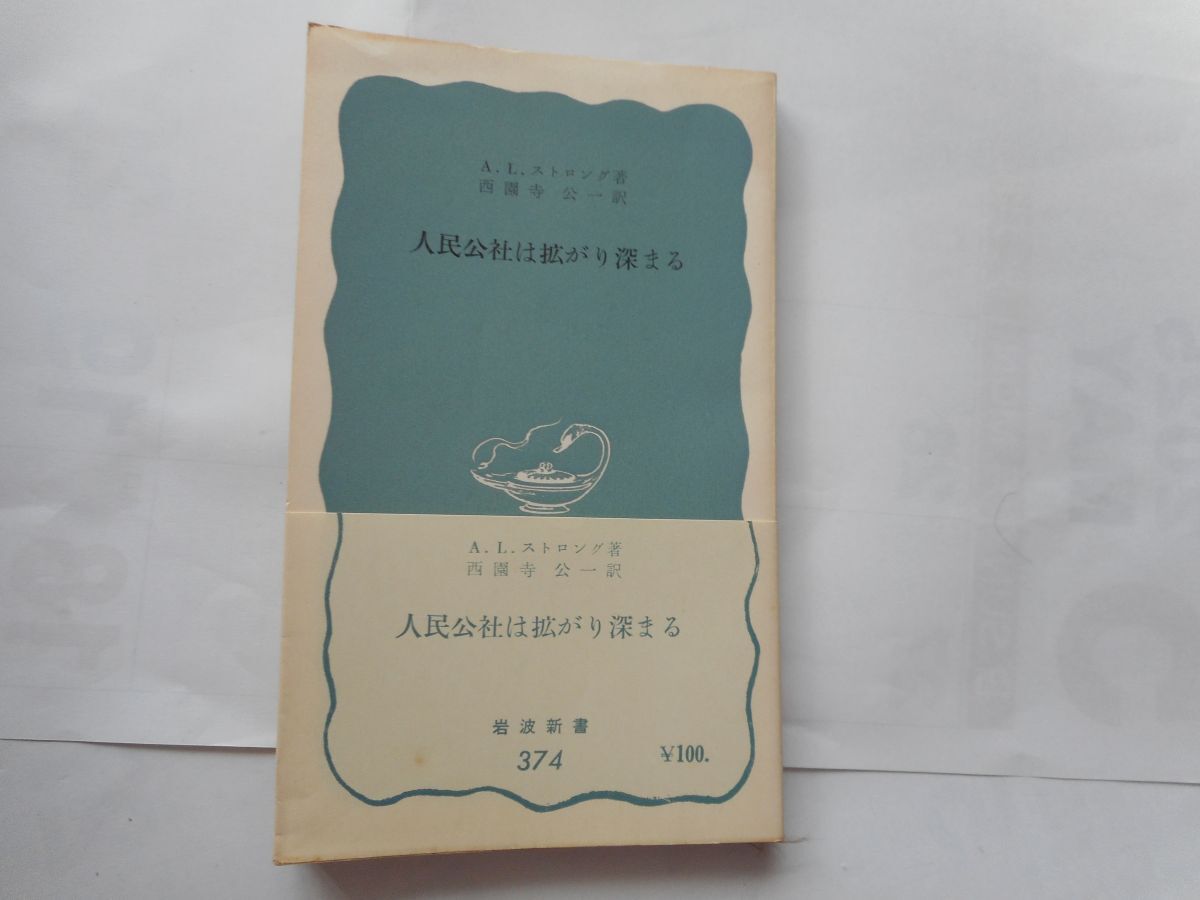 A. L. ストロング著
西園寺 公一訳
人民公社は拡がり深まる
A. L. ストロング著
西園寺 公一訳
人民公社は拡がり深まる
岩波新書
374
¥100.